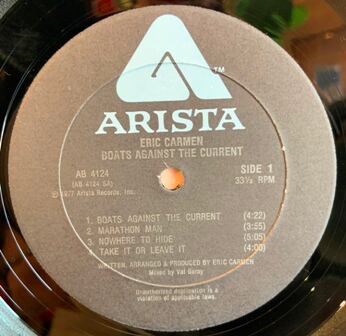 TM
ARISTA
ERIC CARMEN
BOATS AGAINST THE CURRENT
AB 4124
SIDE 1
(AB 4124 SA)
33⅓ RPM
℗ 1977 Arista Records, Inc.
1. BOATS AGAINST THE CURRENT (4:22)
2. MARATHON MAN (3:55)
3. NOWHERE TO HIDE (5:05)
4. TAKE IT OR LEAVE IT (4:00)
WRITTEN, ARRANGED & PRODUCED BY ERIC CARMEN
Mixed by Val Garay
Unauthorized duplication is a
violation of applicable laws.